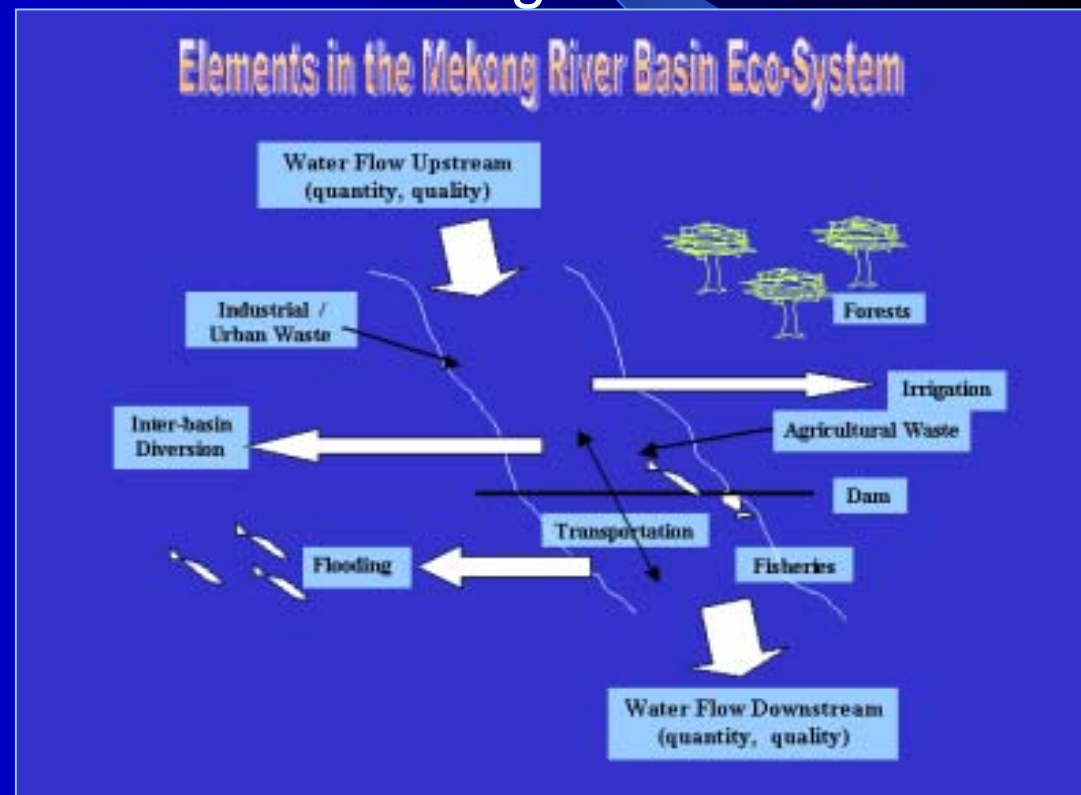 Elements in the Mekong River Basin Eco-System
Water Flow Upstream
(quantity, quality)
Industrial /
Urban Waste
Forests
Irrigation
Inter-basin
Diversion
Agricultural Waste
Dam
Transportation
Flooding
Fisheries
Water Flow Downstream
(quantity, quality)